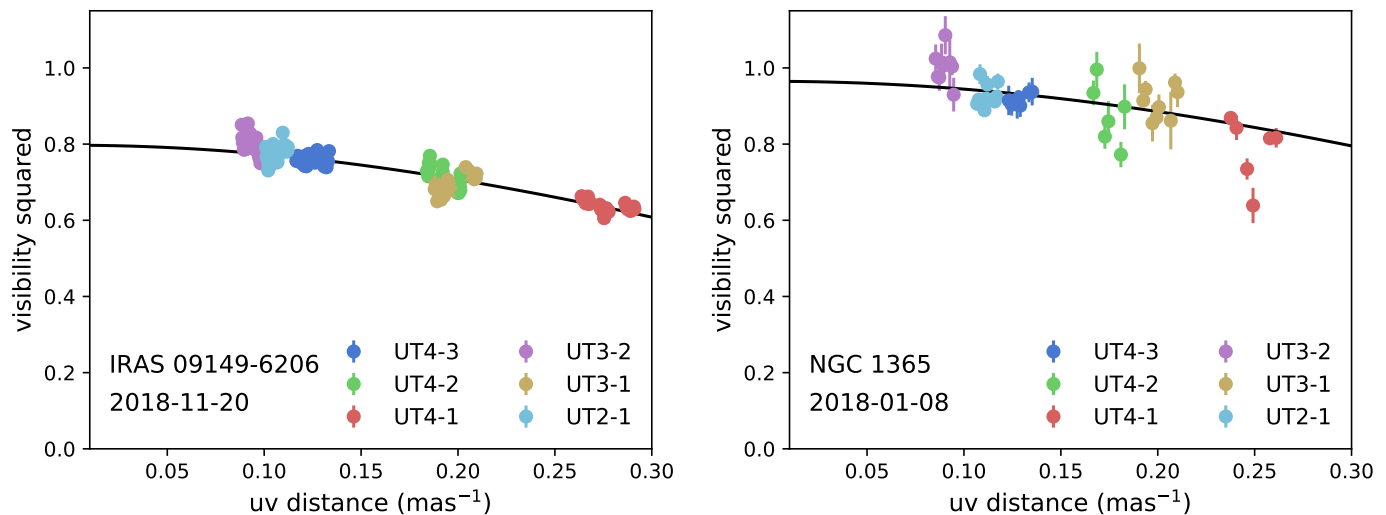 1.0
0.8
0.6
0.4
0.2
0.0
visibility squared
IRAS 09149-6206
2018-11-20
UT4-3
UT4-2
UT4-1
UT3-2
UT3-1
UT2-1
0.05 0.10 0.15 0.20 0.25 0.30
uv distance (mas⁻¹)
1.0
0.8
0.6
0.4
0.2
0.0
visibility squared
NGC 1365
2018-01-08
UT4-3
UT4-2
UT4-1
UT3-2
UT3-1
UT2-1
0.05 0.10 0.15 0.20 0.25 0.30
uv distance (mas⁻¹)